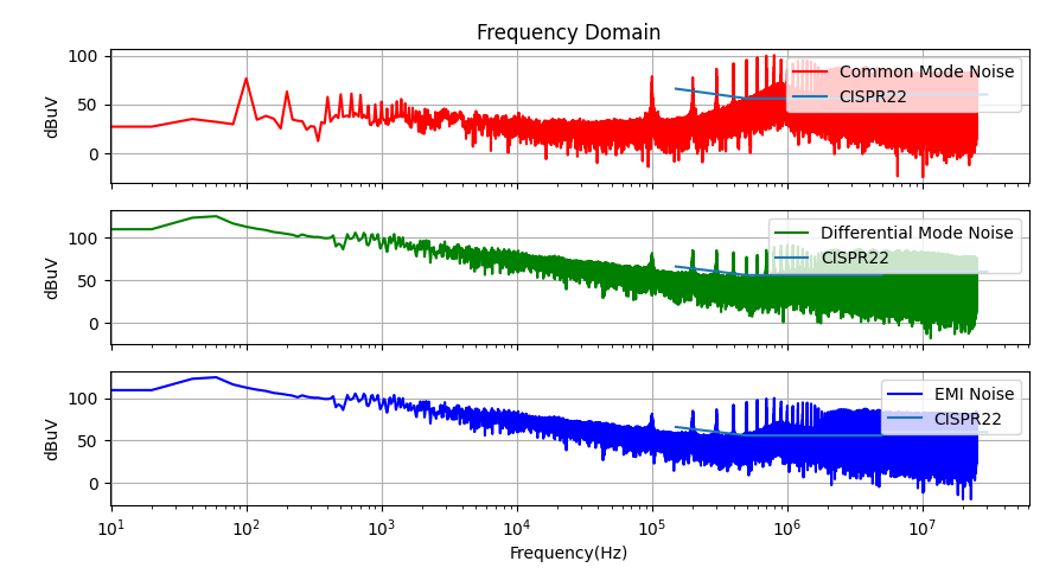 Frequency Domain
100
50
0
dBuV
Common Mode Noise
CISPR22
100
50
0
dBuV
Differential Mode Noise
CISPR22
100
50
0
dBuV
EMI Noise
CISPR22
10¹ 10² 10³ 10⁴ 10⁵ 10⁶ 10⁷
Frequency(Hz)